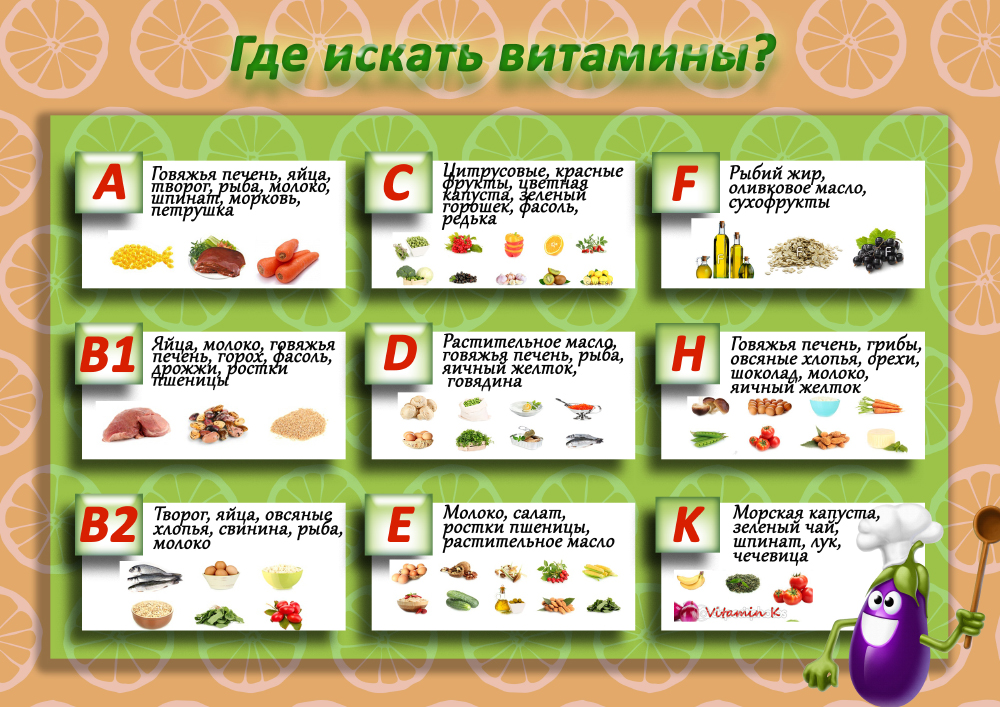 Где искать витамины?
A
Говяжья печень, яйца,
творог, рыба, молоко,
шпинат, морковь,
петрушка
C
Цитрусовые, красные
фрукты, цветная
капуста, зеленый
горошек, фасоль,
редька
F
Рыбий жир,
оливковое масло,
сухофрукты
B1
Яйца, молоко, говяжья
печень, горох, фасоль,
дрожжи, ростки
пшеницы
D
Растительное масло,
говяжья печень, рыба,
яичный желток,
говядина
H
Говяжья печень, грибы,
овсяные хлопья, орехи,
шоколад, молоко,
яичный желток
B2
Творог, яйца, овсяные
хлопья, свинина, рыба,
молоко
E
Молоко, салат,
ростки пшеницы,
растительное масло
K
Морская капуста,
зеленый чай,
шпинат, лук,
чечевица
Vitamin K